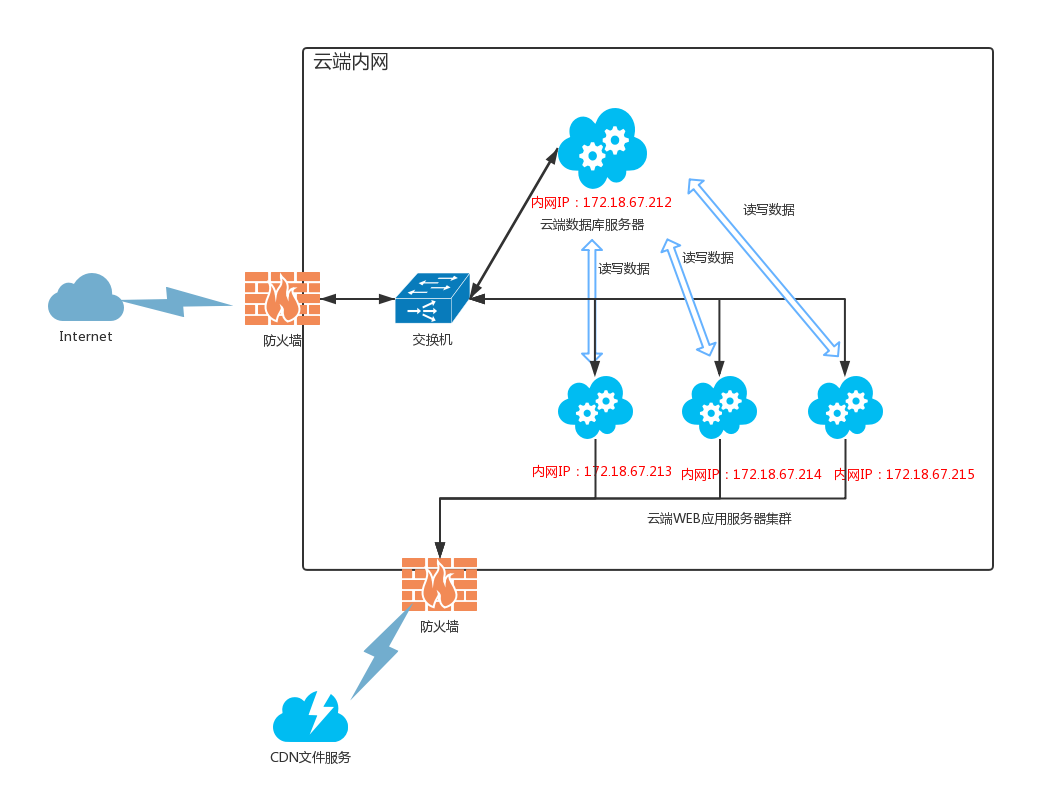 云端内网
内网IP：172.18.67.212
云端数据库服务器
读写数据
读写数据
读写数据
Internet
防火墙
交换机
内网IP：172.18.67.213
内网IP：172.18.67.214
内网IP：172.18.67.215
云端WEB应用服务器集群
防火墙
CDN文件服务